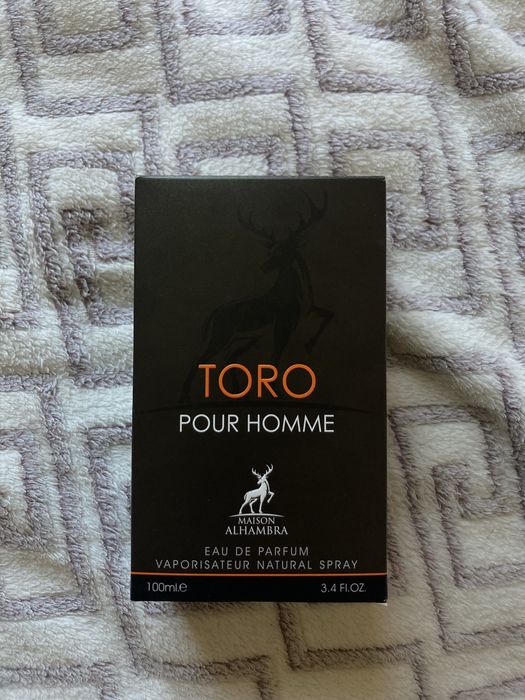 TORO
POUR HOMME
MAISON
ALHAMBRA
EAU DE PARFUM
VAPORISATEUR NATURAL SPRAY
100ml.e 3.4 FL.OZ.